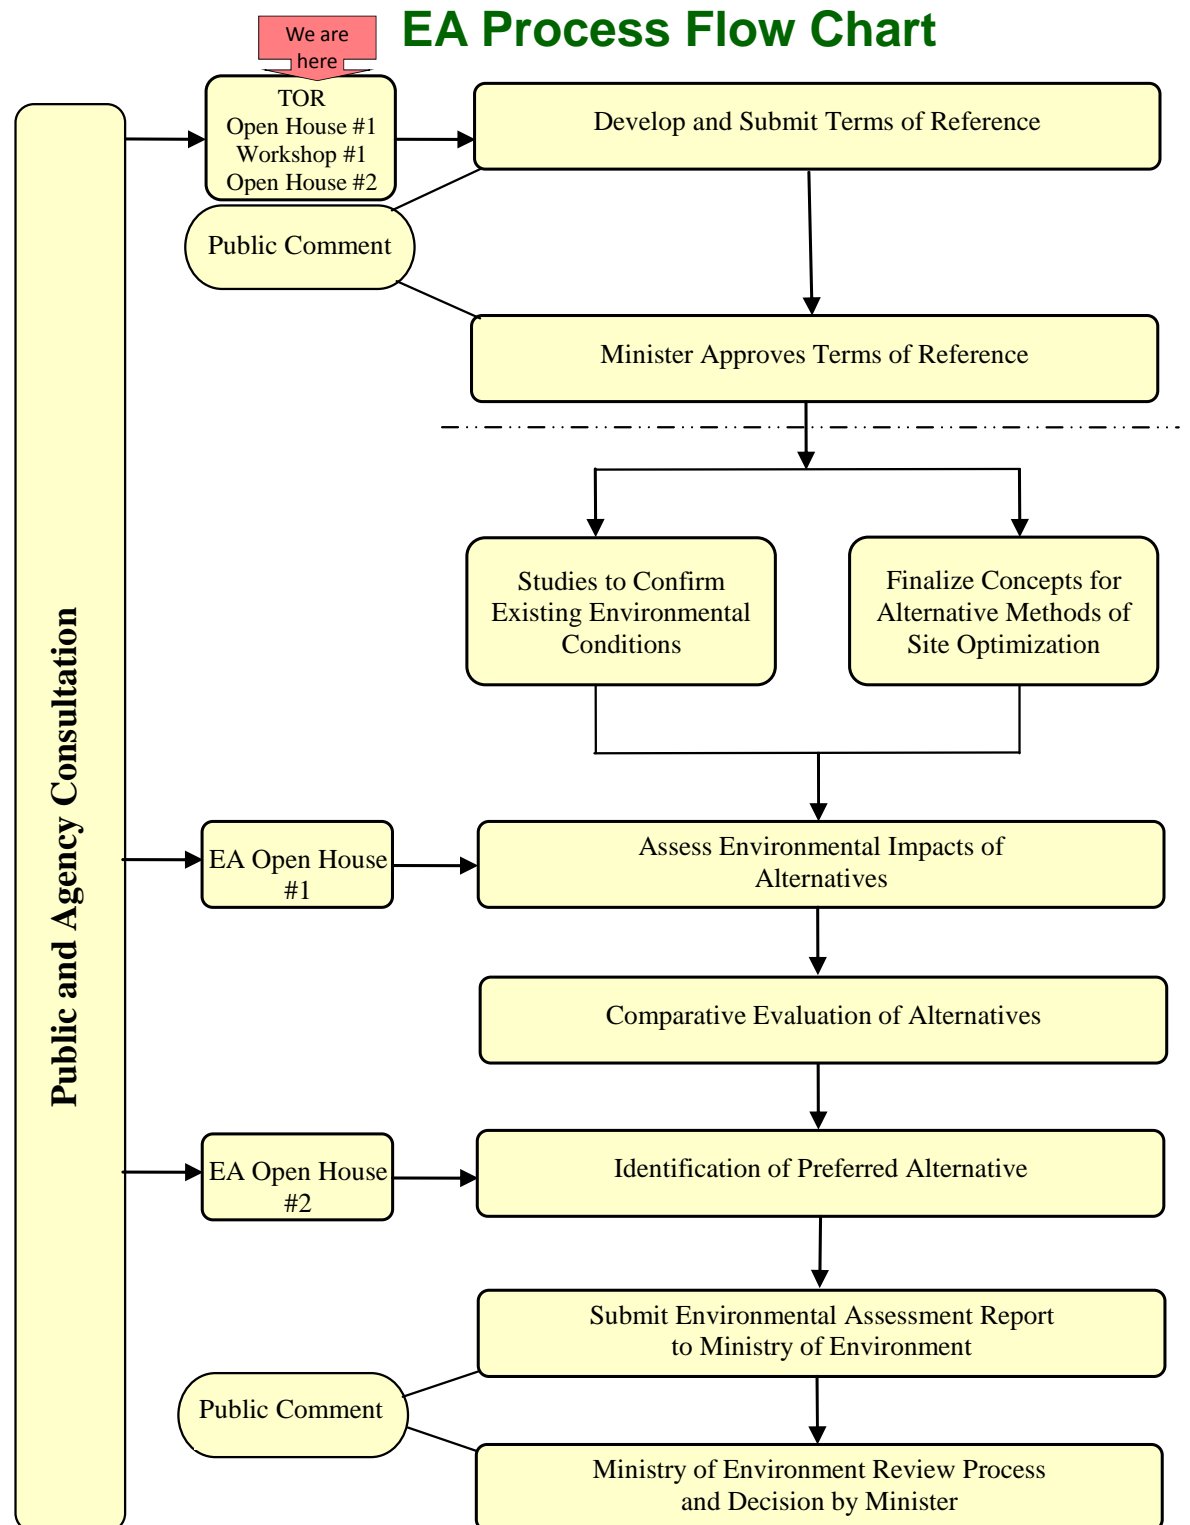 EA Process Flow Chart
We are
here
TOR
Open House #1
Workshop #1
Open House #2
Develop and Submit Terms of Reference
Public Comment
Minister Approves Terms of Reference
Studies to Confirm
Existing Environmental
Conditions
Finalize Concepts for
Alternative Methods of
Site Optimization
Public and Agency Consultation
EA Open House
#1
Assess Environmental Impacts of
Alternatives
Comparative Evaluation of Alternatives
EA Open House
#2
Identification of Preferred Alternative
Submit Environmental Assessment Report
to Ministry of Environment
Public Comment
Ministry of Environment Review Process
and Decision by Minister